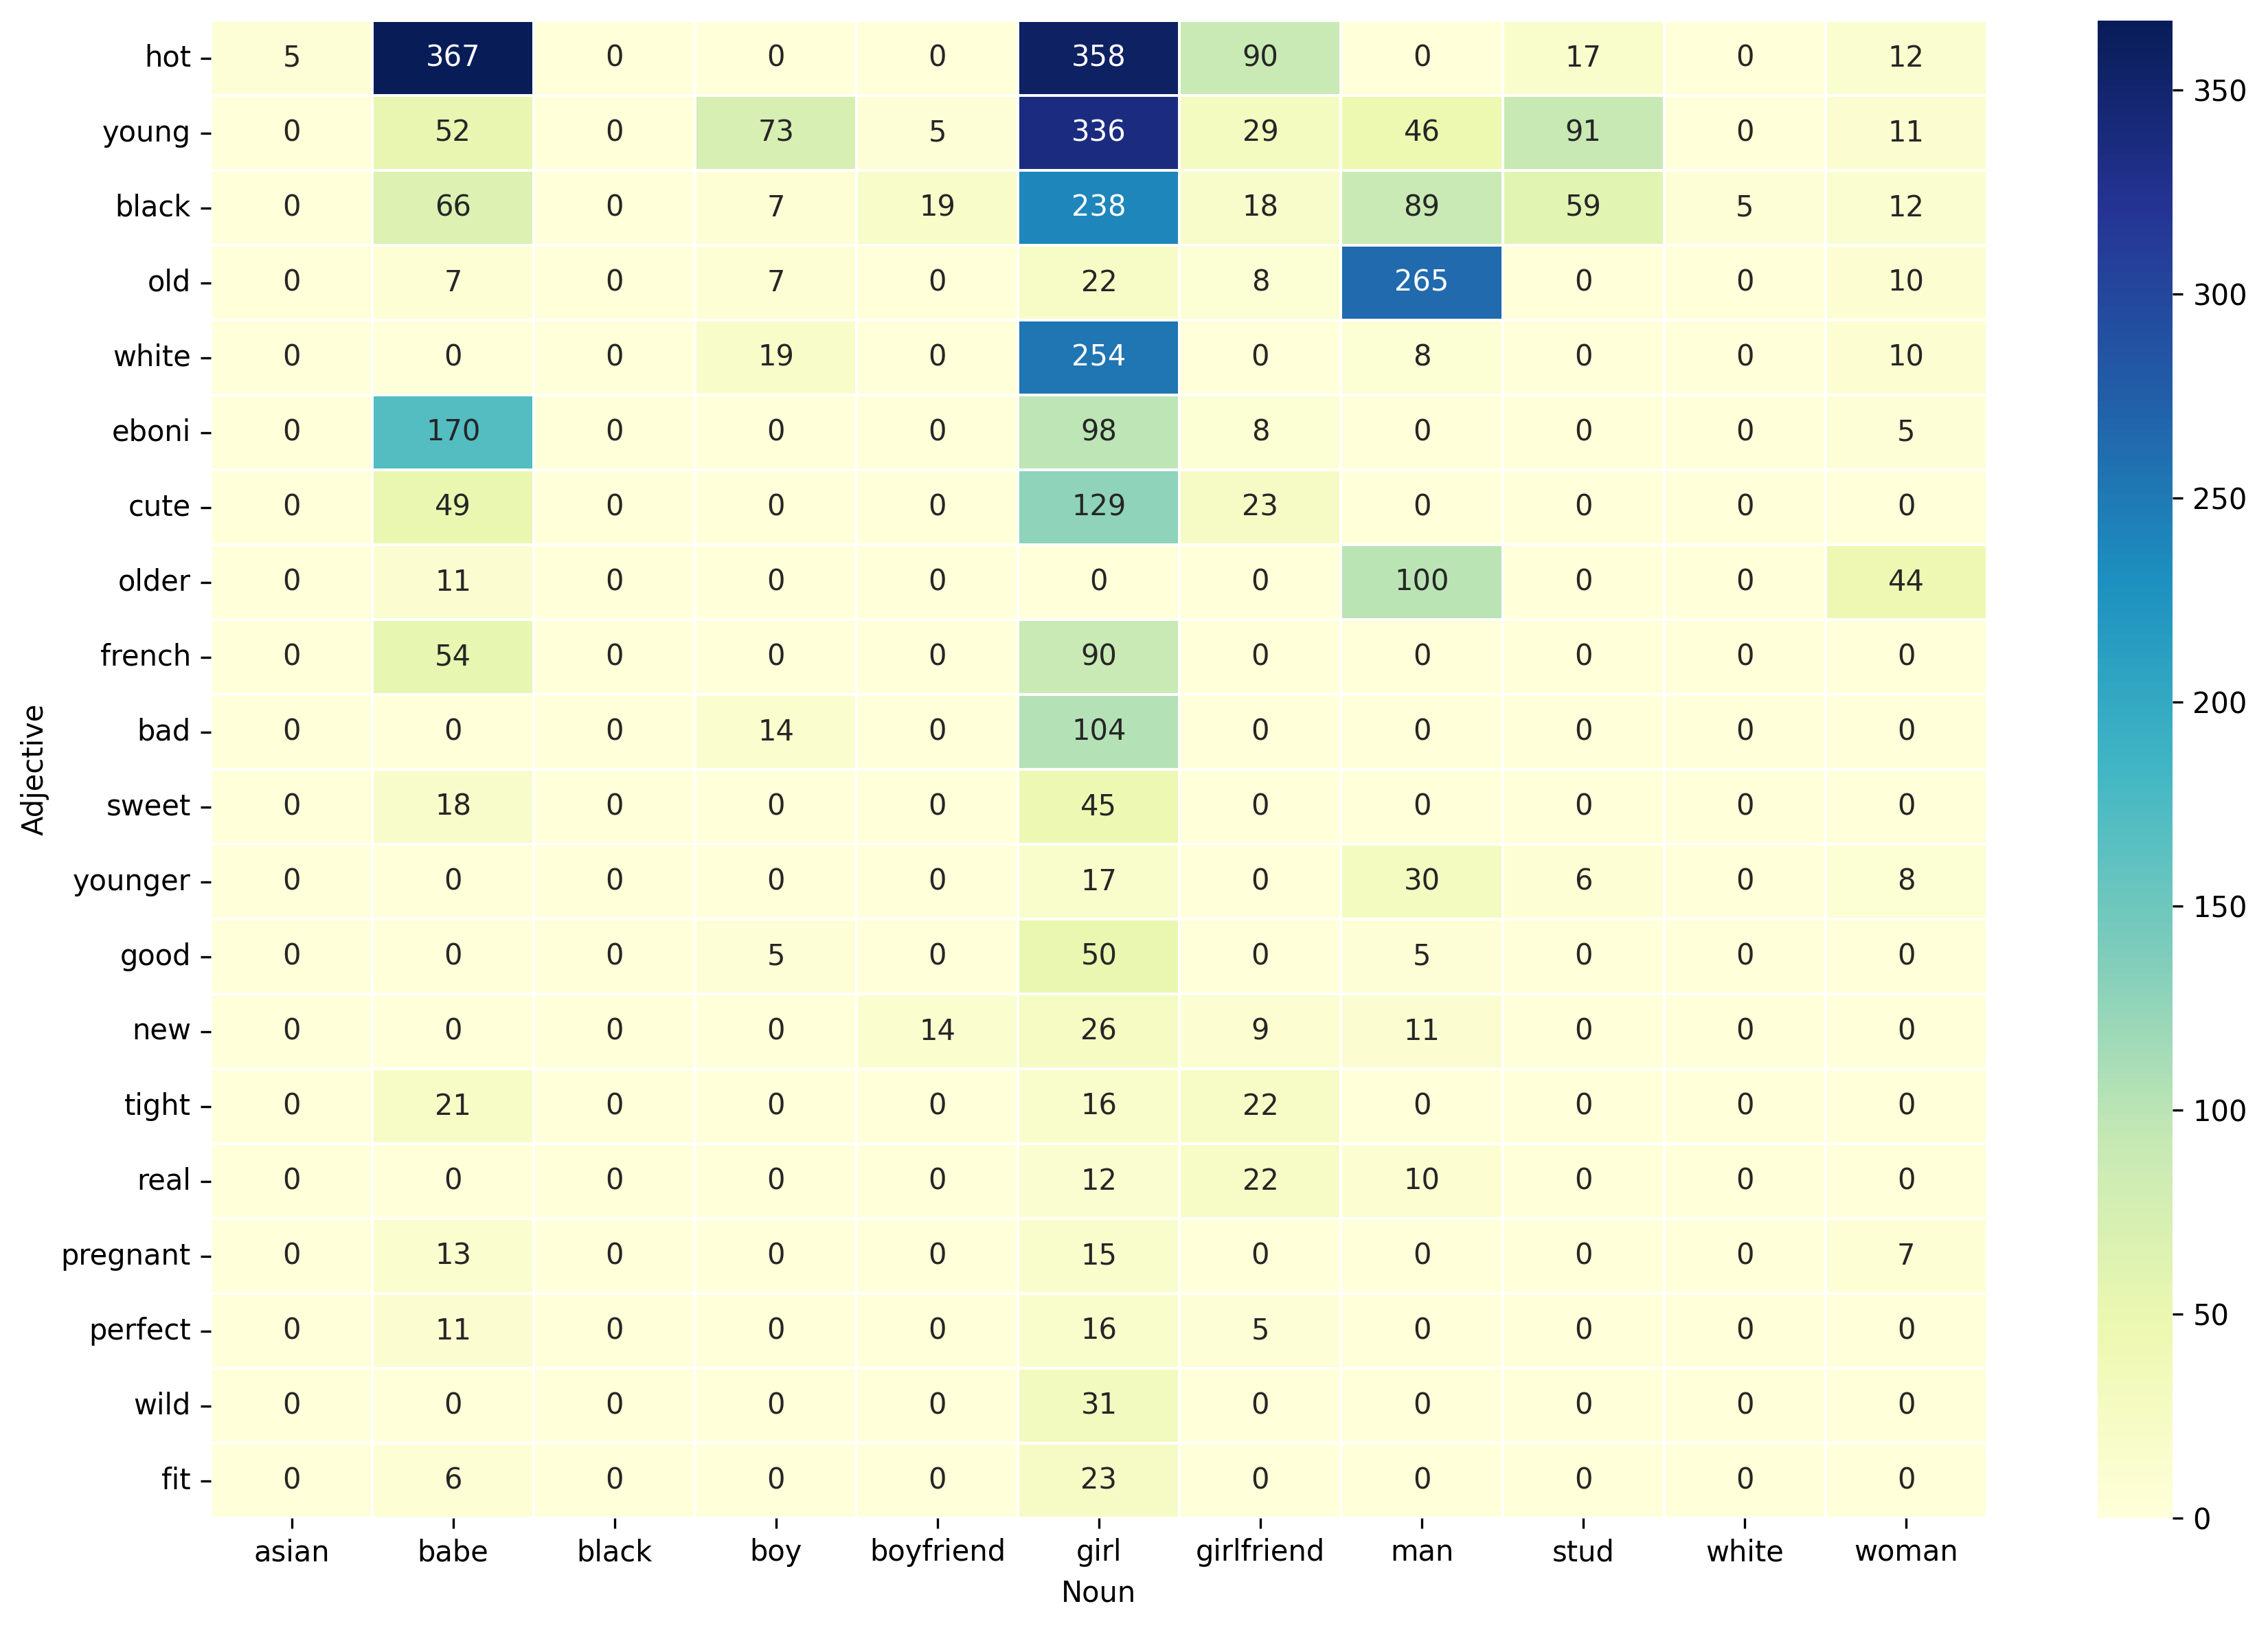 hot 5 367 0 0 0 358 90 0 17 0 12
young 0 52 0 73 5 336 29 46 91 0 11
black 0 66 0 7 19 238 18 89 59 5 12
old 0 7 0 7 0 22 8 265 0 0 10
white 0 0 0 19 0 254 0 8 0 0 10
eboni 0 170 0 0 0 98 8 0 0 0 5
cute 0 49 0 0 0 129 23 0 0 0 0
older 0 11 0 0 0 0 0 100 0 0 44
french 0 54 0 0 0 90 0 0 0 0 0
bad 0 0 0 14 0 104 0 0 0 0 0
sweet 0 18 0 0 0 45 0 0 0 0 0
younger 0 0 0 0 0 17 0 30 6 0 8
good 0 0 0 5 0 50 0 5 0 0 0
new 0 0 0 0 14 26 9 11 0 0 0
tight 0 21 0 0 0 16 22 0 0 0 0
real 0 0 0 0 0 12 22 10 0 0 0
pregnant 0 13 0 0 0 15 0 0 0 0 7
perfect 0 11 0 0 0 16 5 0 0 0 0
wild 0 0 0 0 0 31 0 0 0 0 0
fit 0 6 0 0 0 23 0 0 0 0 0
asian babe black boy boyfriend girl girlfriend man stud white woman
Noun
Adjective
350
300
250
200
150
100
50
0